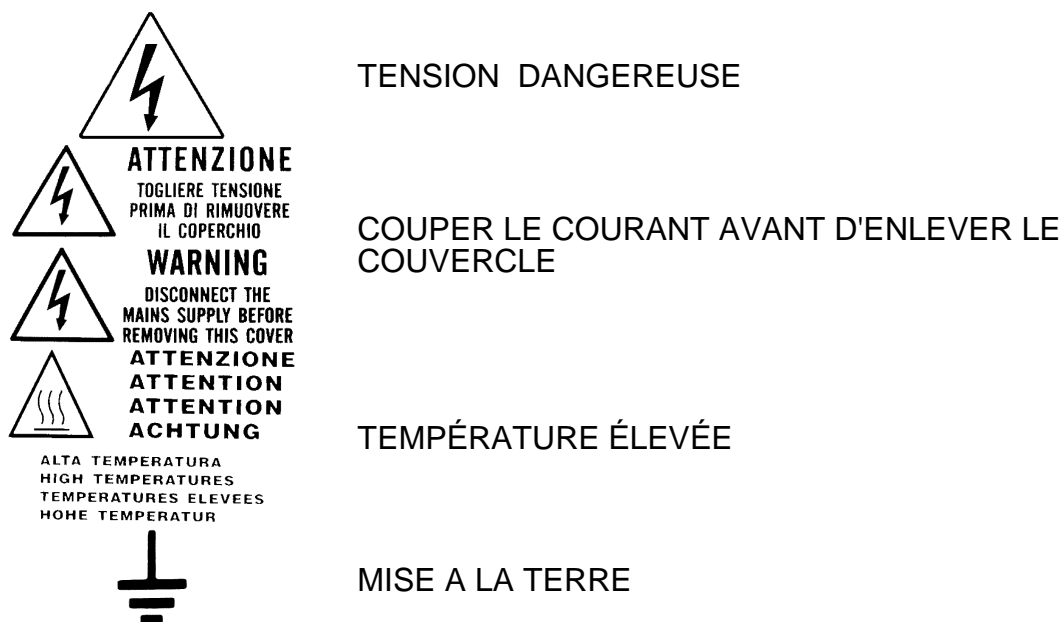 TENSION DANGEREUSE
ATTENZIONE
TOGLIERE TENSIONE
PRIMA DI RIMUOVERE
IL COPERCHIO
COUPER LE COURANT AVANT D'ENLEVER LE
COUVERCLE
WARNING
DISCONNECT THE
MAINS SUPPLY BEFORE
REMOVING THIS COVER
ATTENZIONE
ATTENTION
ATTENTION
ACHTUNG
TEMPÉRATURE ÉLEVÉE
ALTA TEMPERATURA
HIGH TEMPERATURES
TEMPERATURES ELEVEES
HOHE TEMPERATUR
MISE A LA TERRE